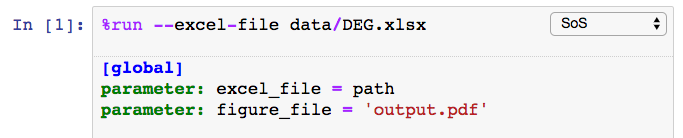 In [1]: %run --excel-file data/DEG.xlsx SoS
[global]
parameter: excel_file = path
parameter: figure_file = 'output.pdf'